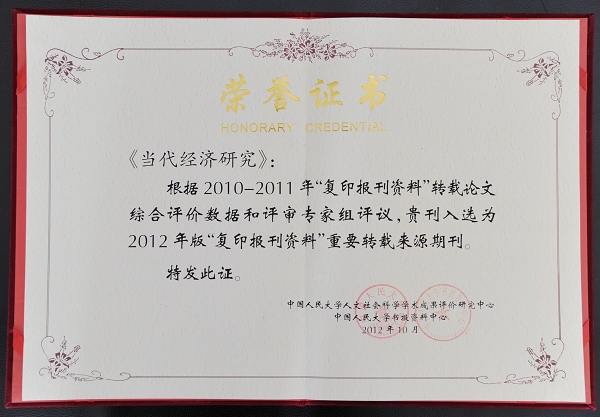 荣誉证书
HONORARY CREDENTIAL
《当代经济研究》:
根据2010-2011年“复印报刊资料”转载论文
综合评价数据和评审专家组评议,贵刊入选为
2012年版“复印报刊资料”重要转载来源期刊。
特发此证。
中国人民大学人文社会科学学术成果评价研究中心
中国人民大学书报资料中心
2012年10月